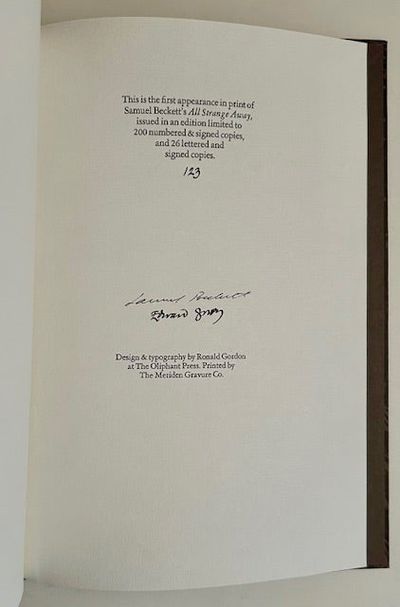 This is the first appearance in print of
Samuel Beckett's All Strange Away,
issued in an edition limited to
200 numbered & signed copies,
and 26 lettered and
signed copies.
123
Samuel Beckett
Edward Gorey
Design & typography by Ronald Gordon
at The Oliphant Press. Printed by
The Meriden Gravure Co.